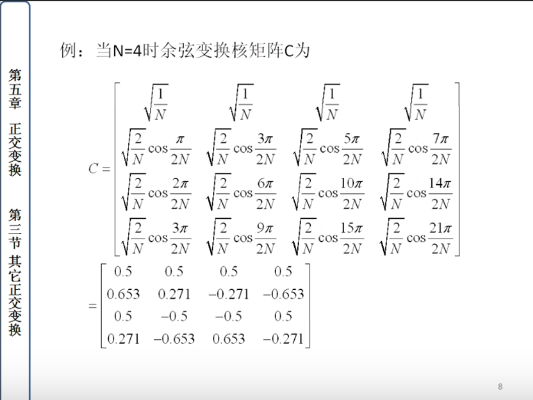 例：当N=4时余弦变换核矩阵C为
第五章 正交变换 第三节 其它正交变换
C = [ √(1/N) √(1/N) √(1/N) √(1/N)
√(2/N) cos π/2N √(2/N) cos 3π/2N √(2/N) cos 5π/2N √(2/N) cos 7π/2N
√(2/N) cos 2π/2N √(2/N) cos 6π/2N √(2/N) cos 10π/2N √(2/N) cos 14π/2N
√(2/N) cos 3π/2N √(2/N) cos 9π/2N √(2/N) cos 15π/2N √(2/N) cos 21π/2N ]
= [ 0.5 0.5 0.5 0.5
0.653 0.271 −0.271 −0.653
0.5 −0.5 −0.5 0.5
0.271 −0.653 0.653 −0.271 ]
8